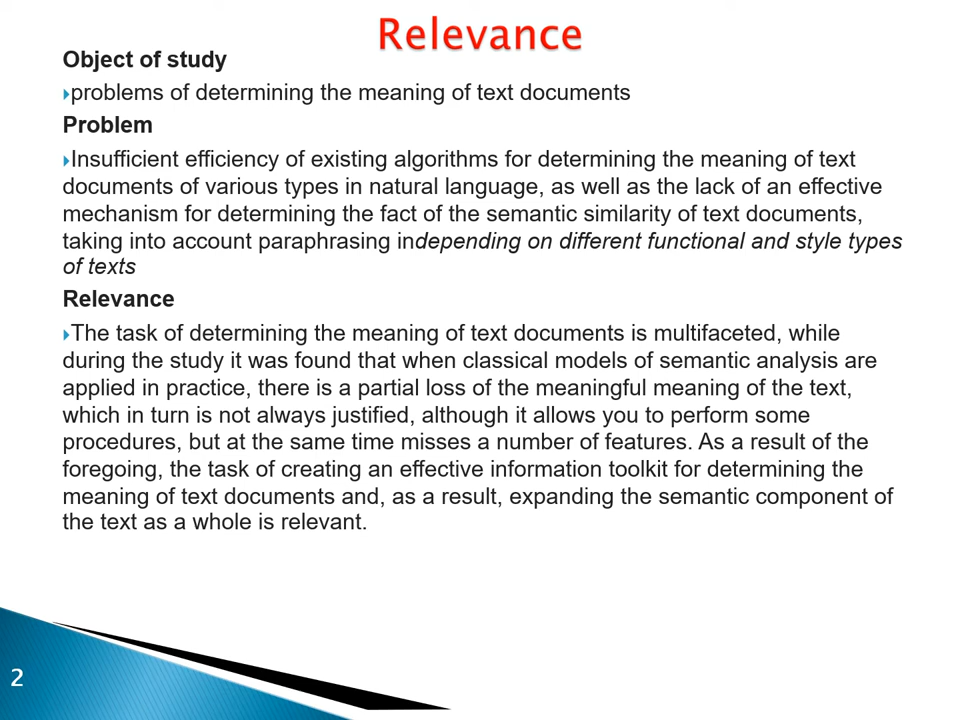 Relevance
Object of study
problems of determining the meaning of text documents
Problem
Insufficient efficiency of existing algorithms for determining the meaning of text
documents of various types in natural language, as well as the lack of an effective
mechanism for determining the fact of the semantic similarity of text documents,
taking into account paraphrasing independing on different functional and style types
of texts
Relevance
The task of determining the meaning of text documents is multifaceted, while
during the study it was found that when classical models of semantic analysis are
applied in practice, there is a partial loss of the meaningful meaning of the text,
which in turn is not always justified, although it allows you to perform some
procedures, but at the same time misses a number of features. As a result of the
foregoing, the task of creating an effective information toolkit for determining the
meaning of text documents and, as a result, expanding the semantic component of
the text as a whole is relevant.
2